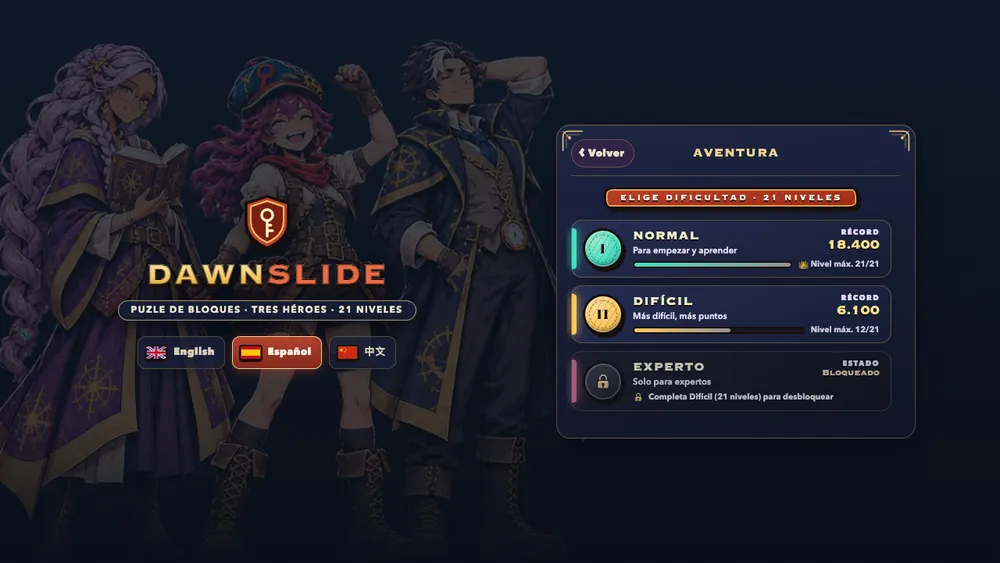 DAWNSLIDE
PUZLE DE BLOQUES · TRES HÉROES · 21 NIVELES
English
Español
中文
Volver
AVENTURA
ELIGE DIFICULTAD · 21 NIVELES
I
NORMAL
Para empezar y aprender
RÉCORD
18.400
Nivel máx. 21/21
II
DIFÍCIL
Más difícil, más puntos
RÉCORD
6.100
Nivel máx. 12/21
EXPERTO
Solo para expertos
Completa Difícil (21 niveles) para desbloquear
ESTADO
Bloqueado